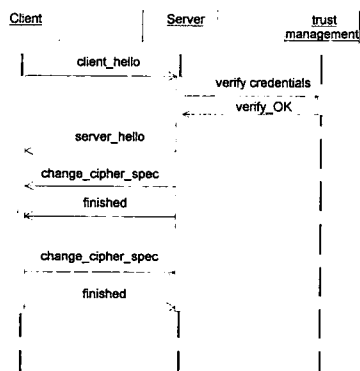 Client
Server
trust
management
client_hello
verify credentials
verify_OK
server_hello
change_cipher_spec
finished
change_cipher_spec
finished